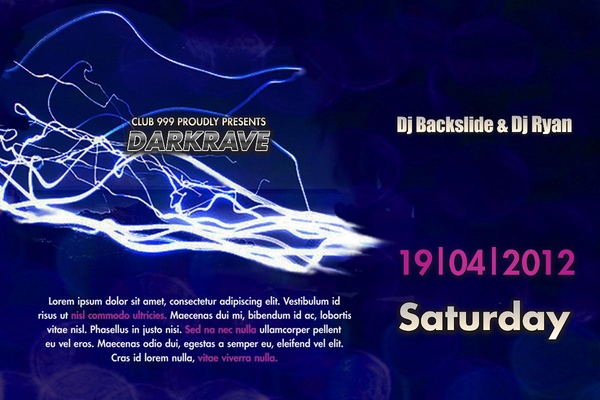 CLUB 999 PROUDLY PRESENTS
DARKRAVE
Dj Backslide & Dj Ryan
19|04|2012
Saturday
Lorem ipsum dolor sit amet, consectetur adipiscing elit. Vestibulum id
risus ut nisl commodo ultricies. Maecenas dui mi, bibendum id ac, lobortis
vitae nisl. Phasellus in justo nisi. Sed na nec nulla ullamcorper pellent
eu vel eros. Maecenas odio dui, egestas a semper eu, eleifend vel elit.
Cras id lorem nulla, vitae viverra nulla.